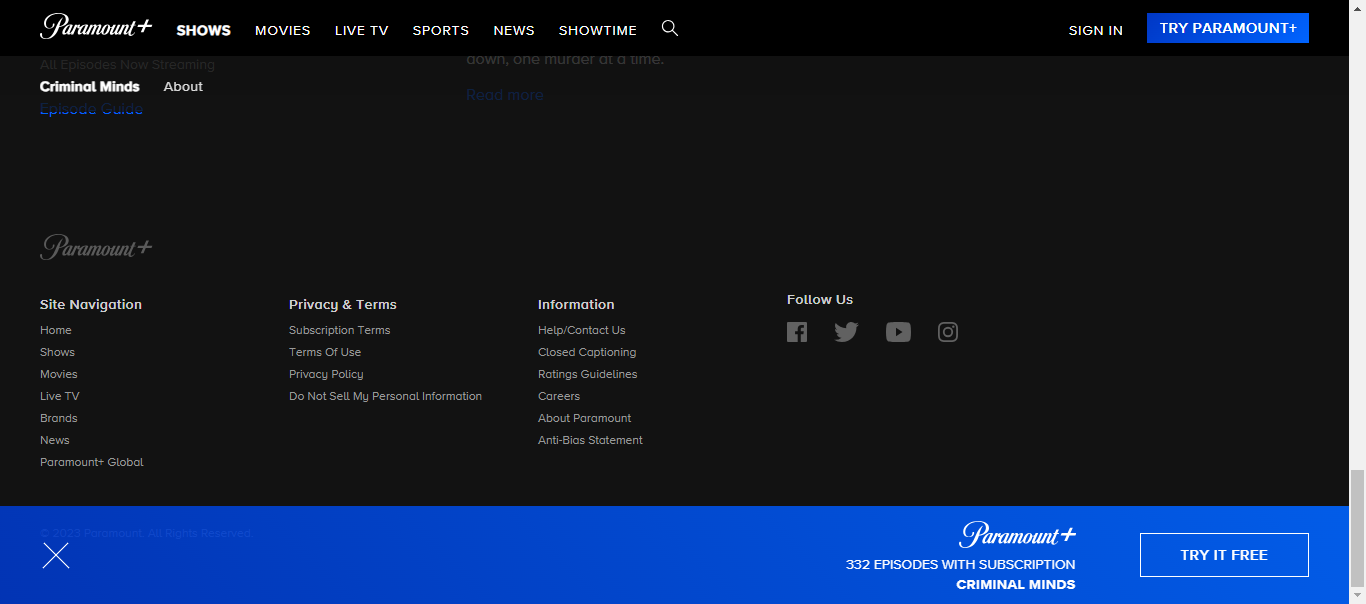 Paramount+ SHOWS MOVIES LIVE TV SPORTS NEWS SHOWTIME SIGN IN TRY PARAMOUNT+
All Episodes Now Streaming
down, one murder at a time.
Criminal Minds About
Read more
Episode Guide
Paramount+
Site Navigation
Home
Shows
Movies
Live TV
Brands
News
Paramount+ Global
Privacy & Terms
Subscription Terms
Terms Of Use
Privacy Policy
Do Not Sell My Personal Information
Information
Help/Contact Us
Closed Captioning
Ratings Guidelines
Careers
About Paramount
Anti-Bias Statement
Follow Us
© 2023 Paramount, All Rights Reserved.
Paramount+
332 EPISODES WITH SUBSCRIPTION
CRIMINAL MINDS
TRY IT FREE